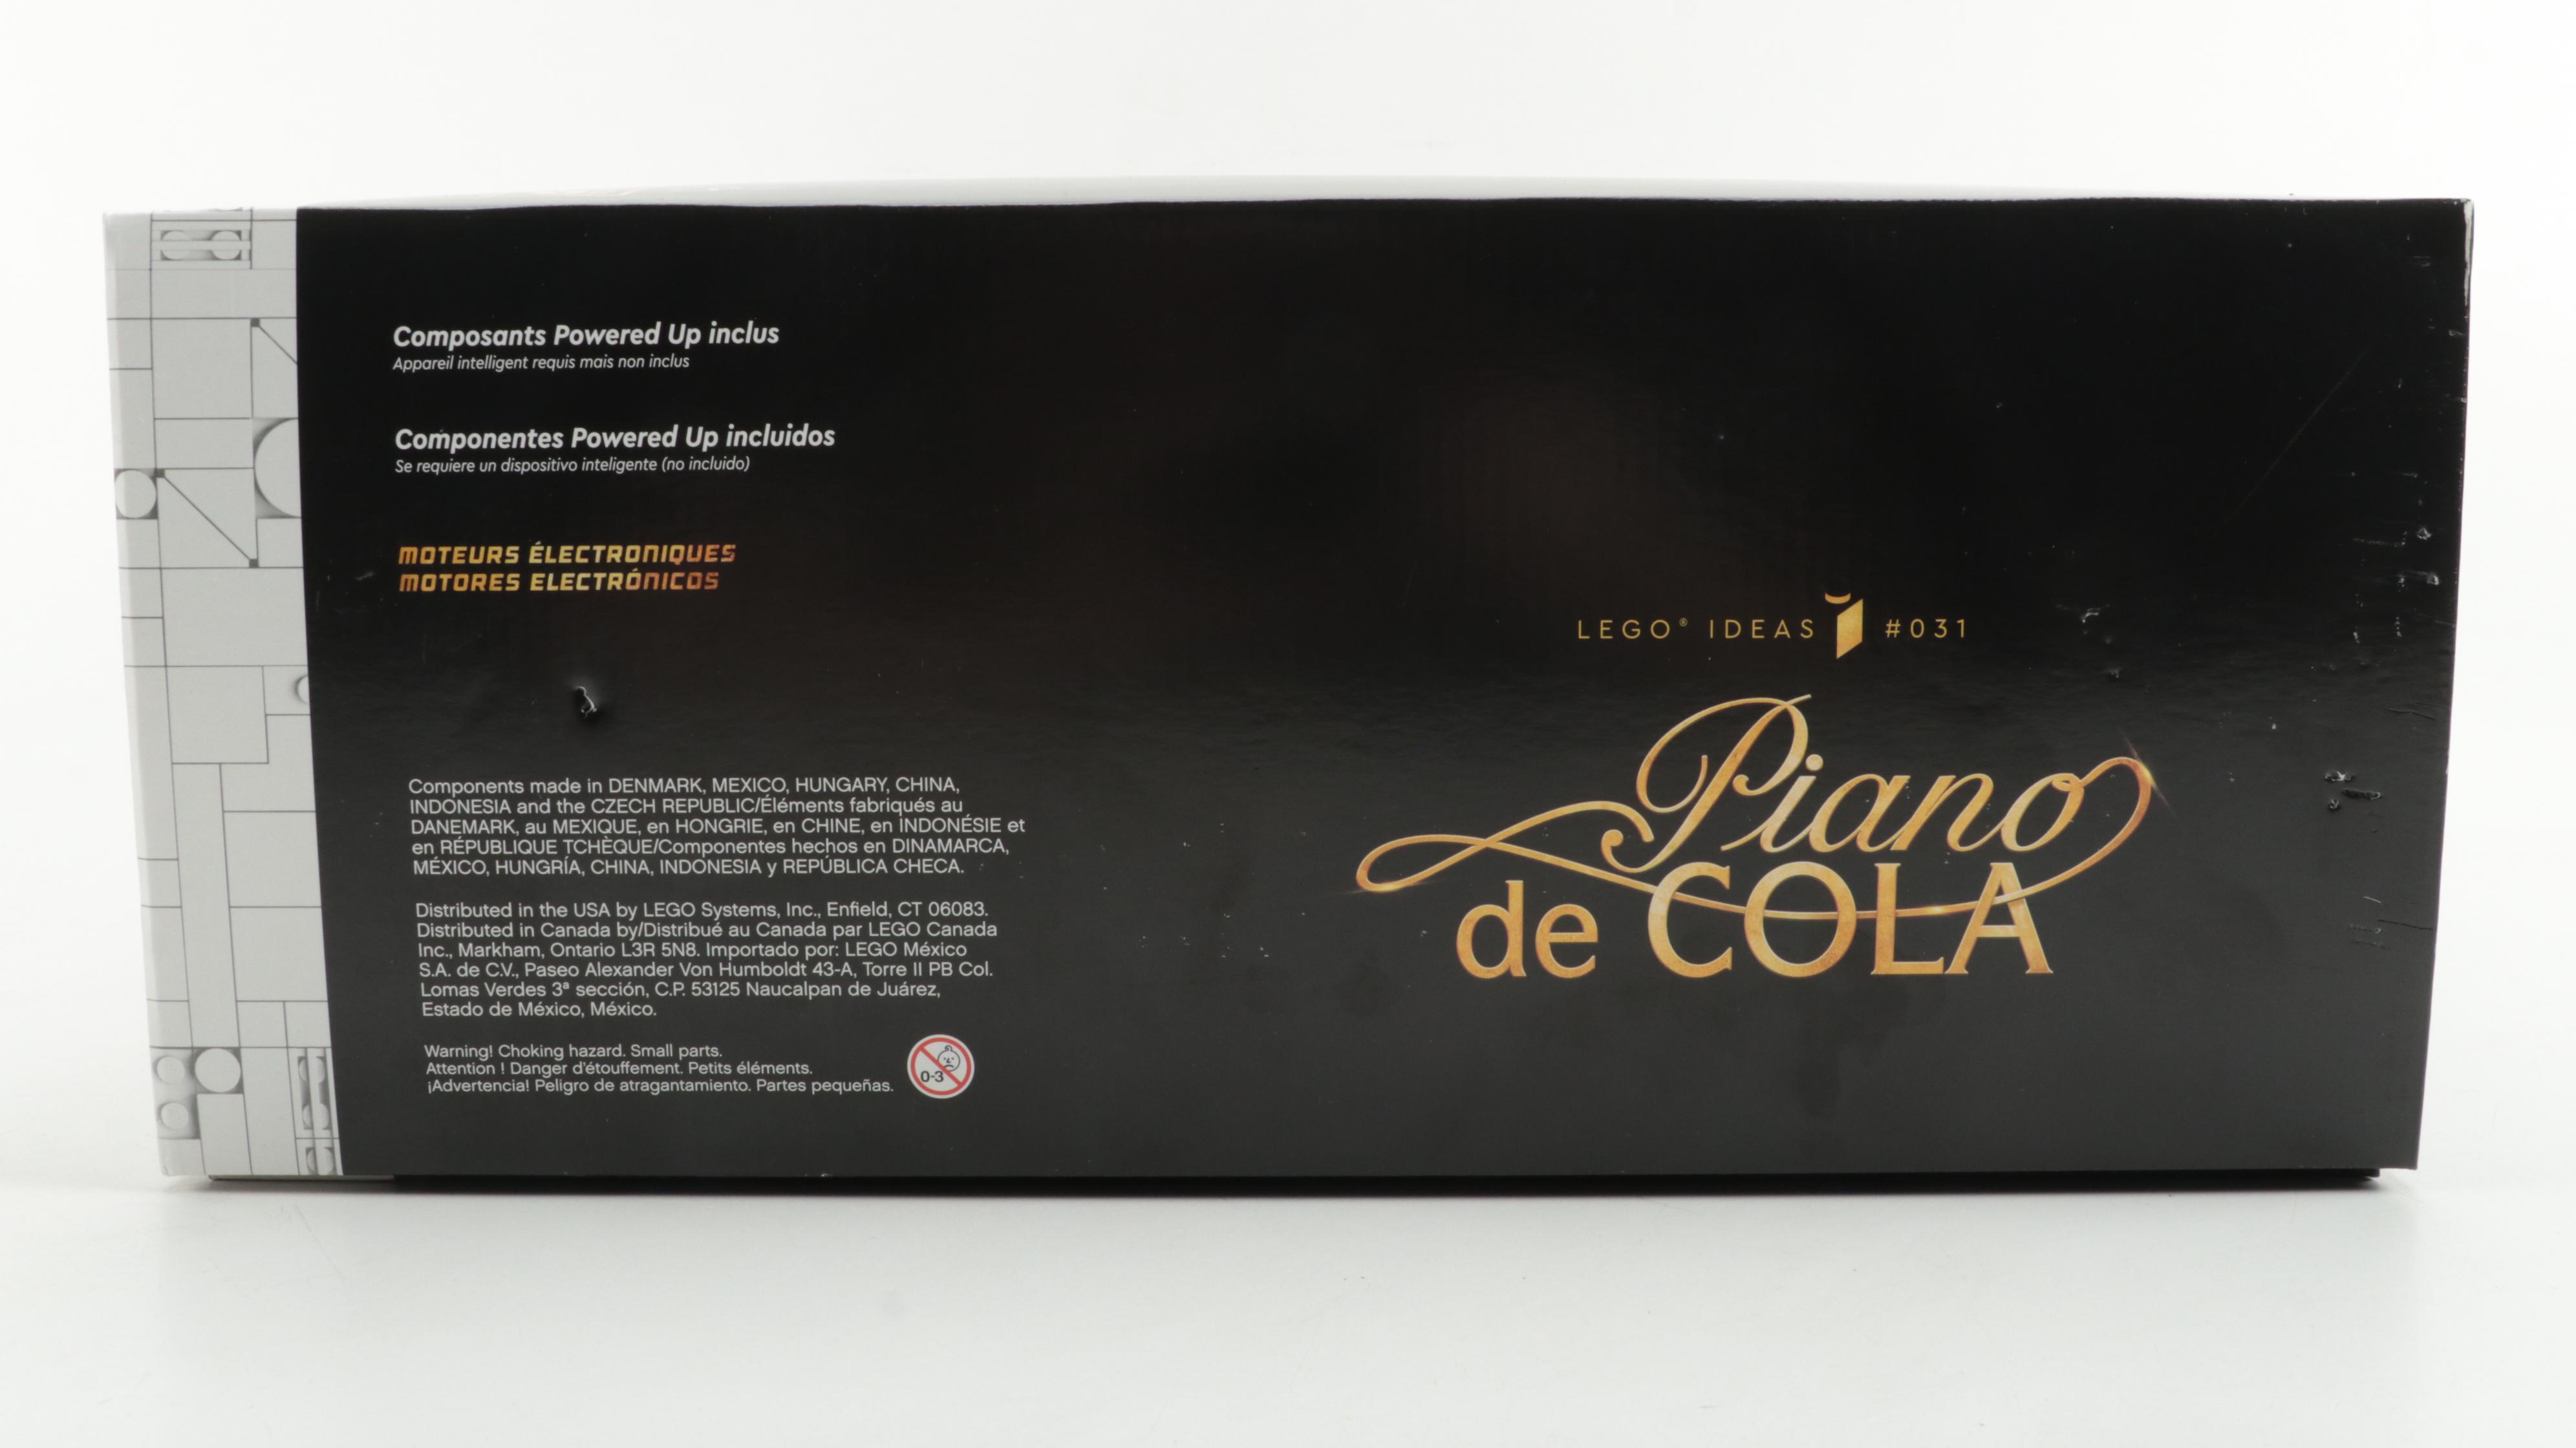 Composants Powered Up inclus
Appareil intelligent requis mais non inclus
Componentes Powered Up incluidos
Se requiere un dispositivo inteligente (no incluido)
MOTEURS ÉLECTRONIQUES
MOTORES ELECTRÓNICOS
Components made in DENMARK, MEXICO, HUNGARY, CHINA,
INDONESIA and the CZECH REPUBLIC/Éléments fabriqués au
DANEMARK, au MEXIQUE, en HONGRIE, en CHINE, en INDONÉSIE et
en RÉPUBLIQUE TCHÈQUE/Componentes hechos en DINAMARCA,
MÉXICO, HUNGRÍA, CHINA, INDONESIA y REPÚBLICA CHECA.
Distributed in the USA by LEGO Systems, Inc., Enfield, CT 06083.
Distributed in Canada by/Distribué au Canada par LEGO Canada
Inc., Markham, Ontario L3R 5N8. Importado por: LEGO México
S.A. de C.V., Paseo Alexander Von Humboldt 43-A, Torre II PB Col.
Lomas Verdes 3ª sección, C.P. 53125 Naucalpan de Juárez,
Estado de México, México.
Warning! Choking hazard. Small parts.
Attention ! Danger d'étouffement. Petits éléments.
¡Advertencia! Peligro de atragantamiento. Partes pequeñas.
0-3
LEGO® IDEAS #031
Piano
de COLA